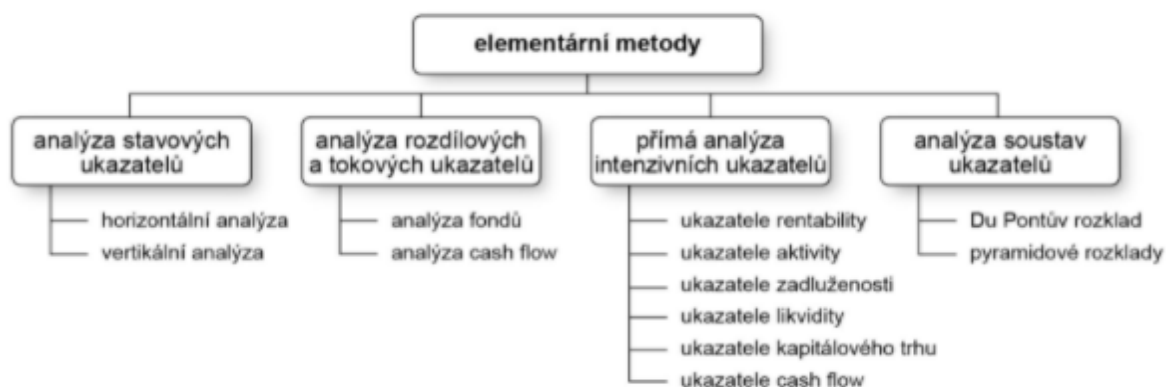 elementární metody
analýza stavových
ukazatelů
horizontální analýza
vertikální analýza
analýza rozdílových
a tokových ukazatelů
analýza fondů
analýza cash flow
přímá analýza
intenzivních ukazatelů
ukazatele rentability
ukazatele aktivity
ukazatele zadluženosti
ukazatele likvidity
ukazatele kapitálového trhu
ukazatele cash flow
analýza soustav
ukazatelů
Du Pontův rozklad
pyramidové rozklady